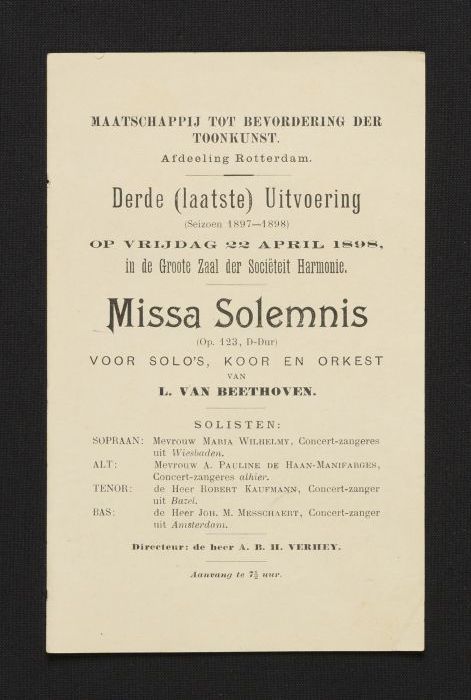 MAATSCHAPPIJ TOT BEVORDERING DER
TOONKUNST.
Afdeeling Rotterdam.
Derde (laatste) Uitvoering
(Seizoen 1897—1898)
OP VRIJDAG 22 APRIL 1898,
in de Groote Zaal der Sociëteit Harmonie.
Missa Solemnis
(Op. 123, D-Dur)
VOOR SOLO'S, KOOR EN ORKEST
VAN
L. VAN BEETHOVEN.
SOLISTEN:
SOPRAAN: Mevrouw MARIA WILHELMY, Concert-zangeres
uit Wiesbaden.
ALT: Mevrouw A. PAULINE DE HAAN-MANIFARGES,
Concert-zangeres alhier.
TENOR: de Heer ROBERT KAUFMANN, Concert-zanger
uit Bazel.
BAS: de Heer JOH. M. MESSCHAERT, Concert-zanger
uit Amsterdam.
Directeur: de heer A. B. H. VERHEY.
Aanvang te 7½ uur.